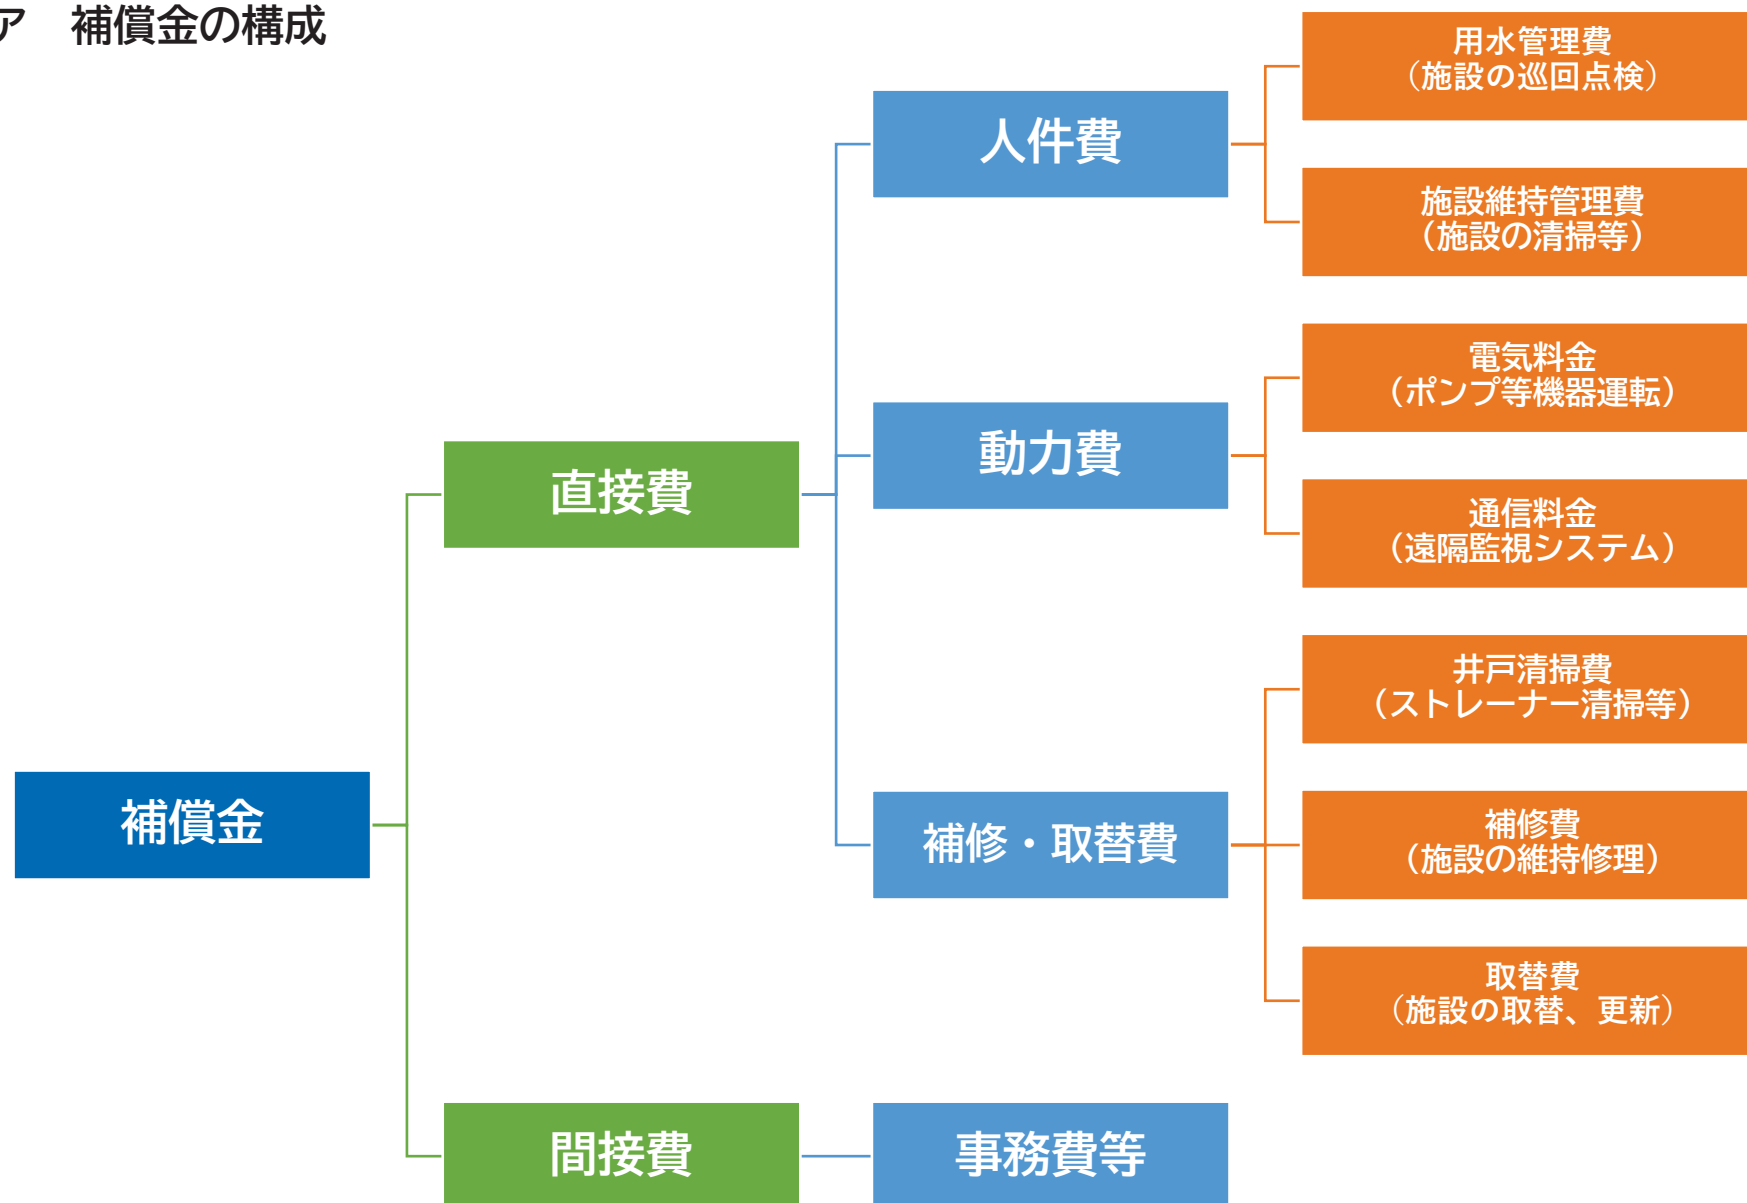 ア 補償金の構成
用水管理費
（施設の巡回点検）
人件費
施設維持管理費
（施設の清掃等）
電気料金
（ポンプ等機器運転）
動力費
直接費
通信料金
（遠隔監視システム）
井戸清掃費
（ストレーナー清掃等）
補償金
補修・取替費
補修費
（施設の維持修理）
取替費
（施設の取替、更新）
間接費
事務費等